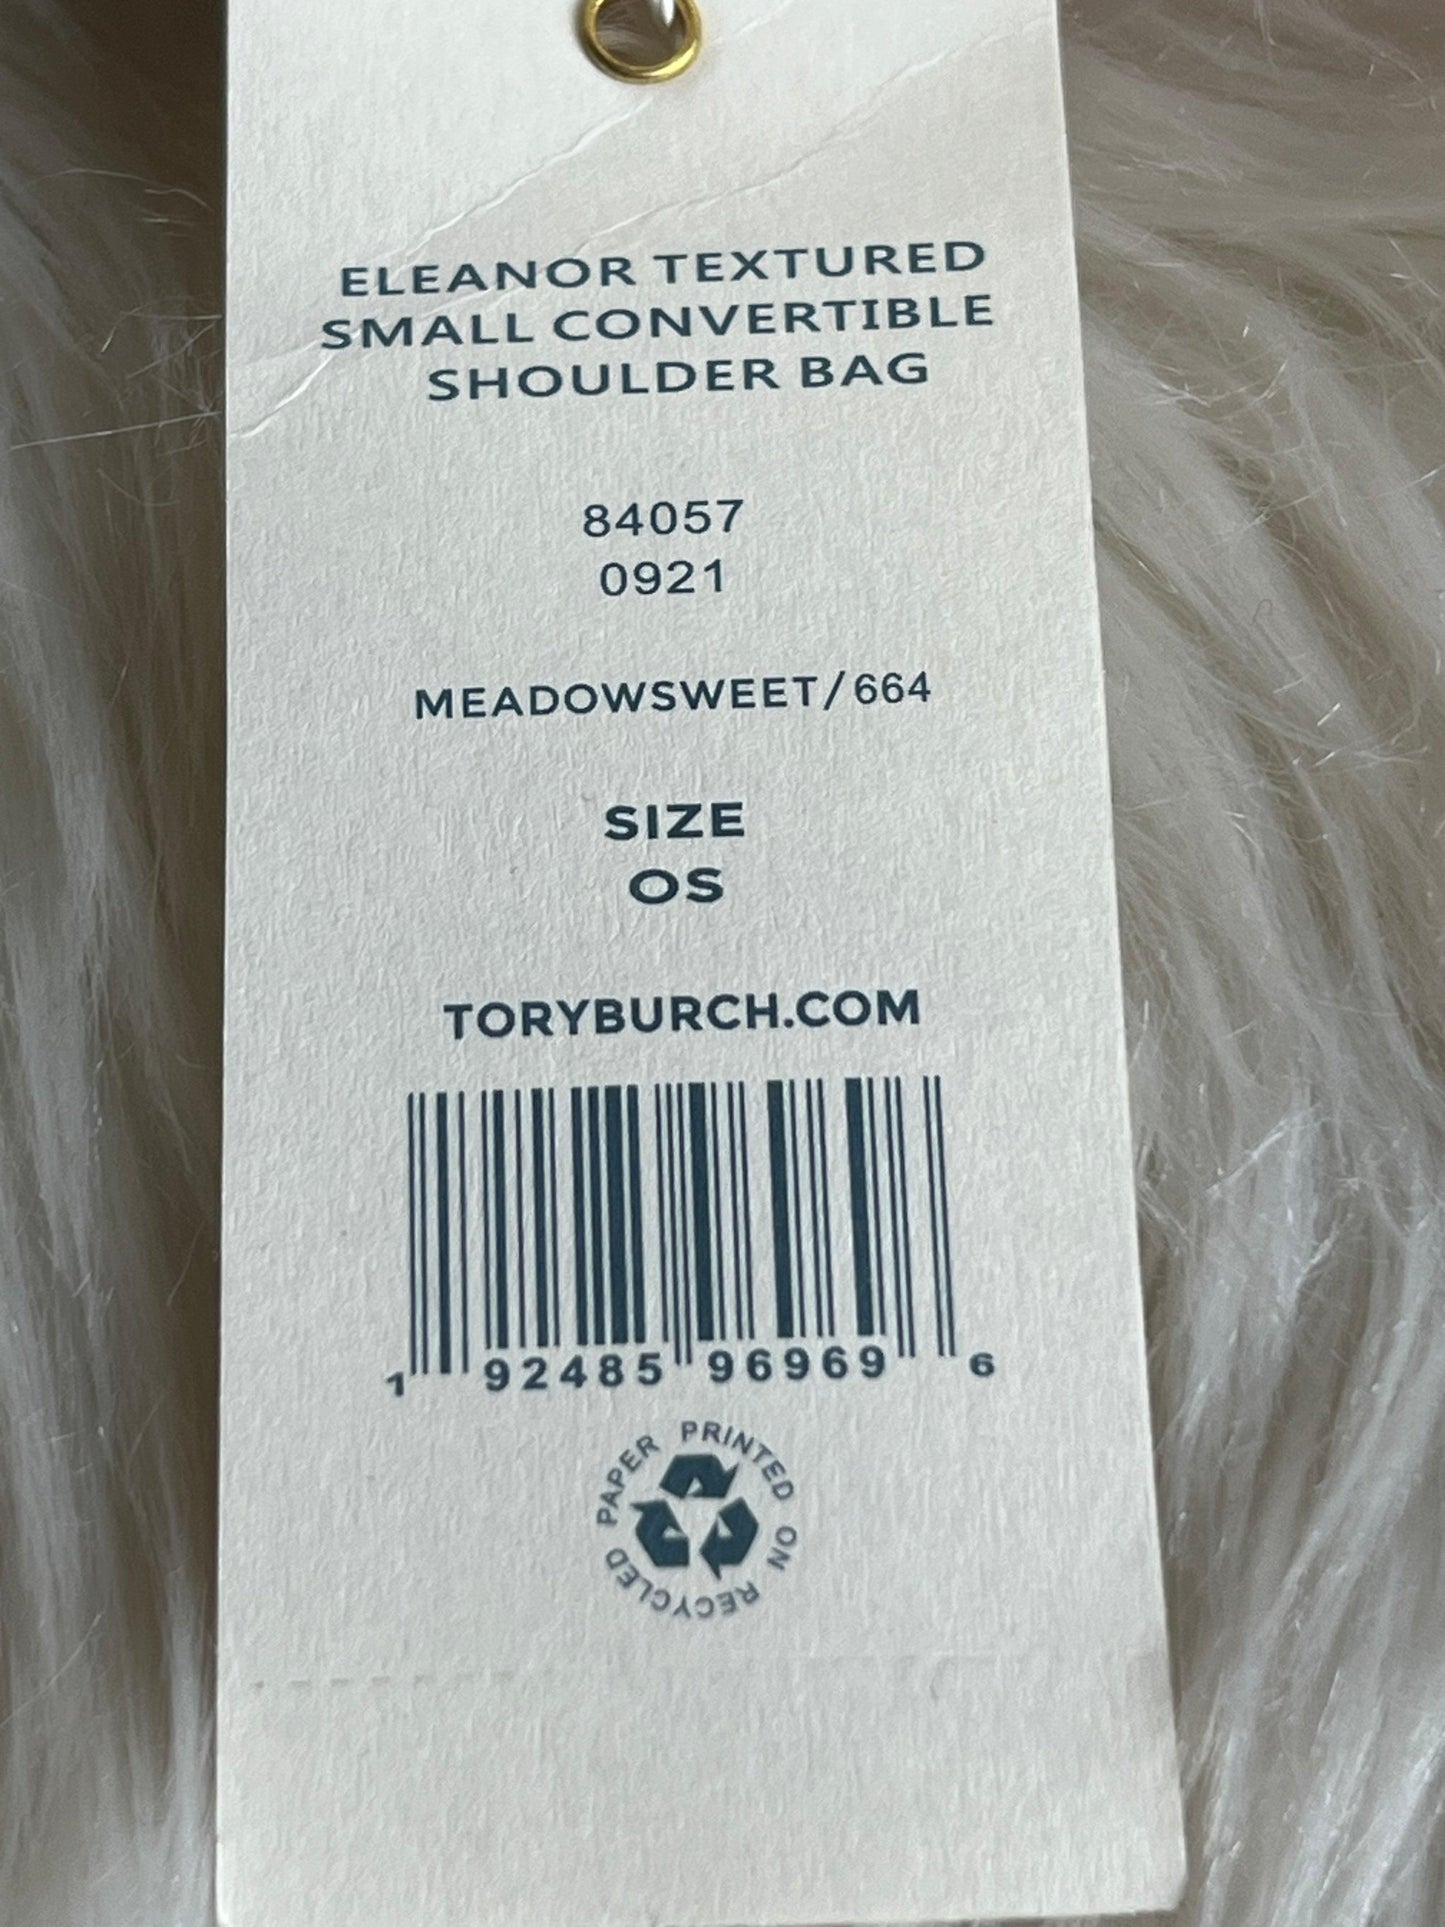 ELEANOR TEXTURED
SMALL CONVERTIBLE
SHOULDER BAG
84057
0921
MEADOWSWEET/664
SIZE
OS
TORYBURCH.COM
1 92485 96969 6
PRINTED ON RECYCLED PAPER